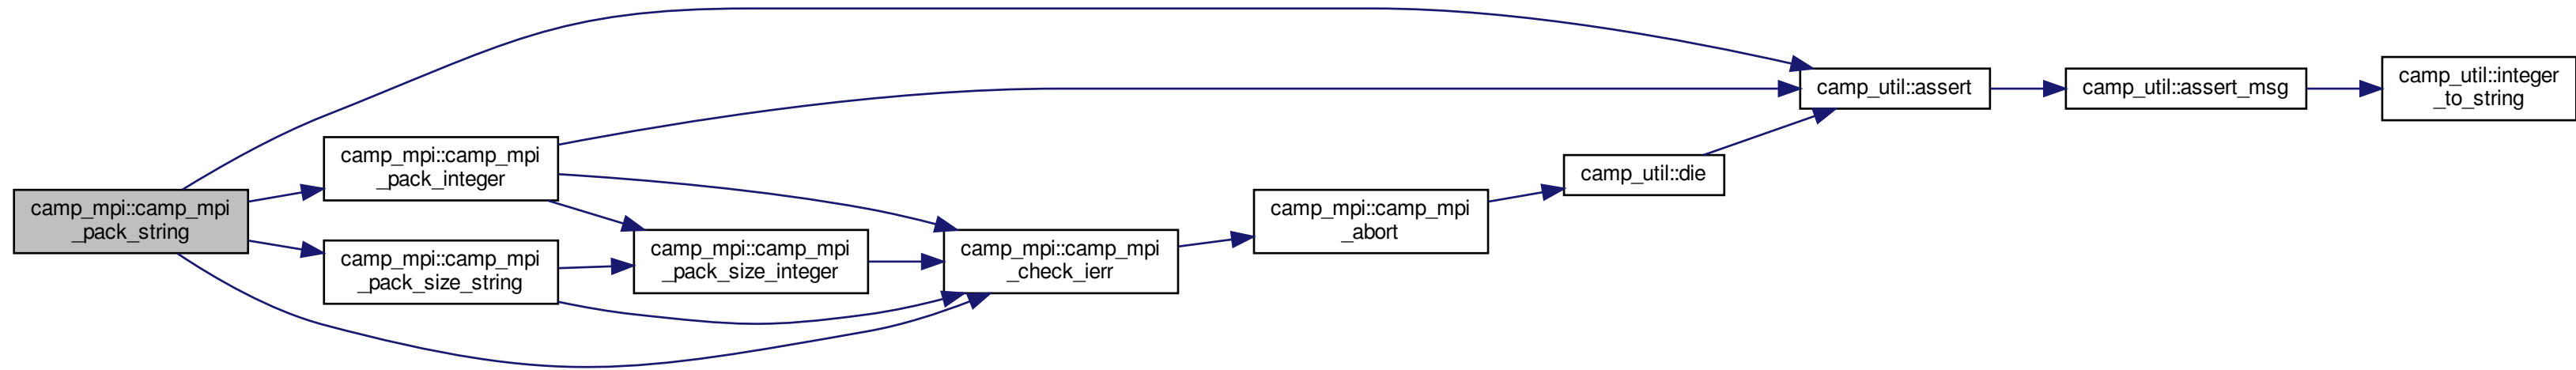 camp_mpi::camp_mpi
_pack_string
camp_mpi::camp_mpi
_pack_integer
camp_mpi::camp_mpi
_pack_size_string
camp_mpi::camp_mpi
_pack_size_integer
camp_mpi::camp_mpi
_check_ierr
camp_mpi::camp_mpi
_abort
camp_util::die
camp_util::assert
camp_util::assert_msg
camp_util::integer
_to_string